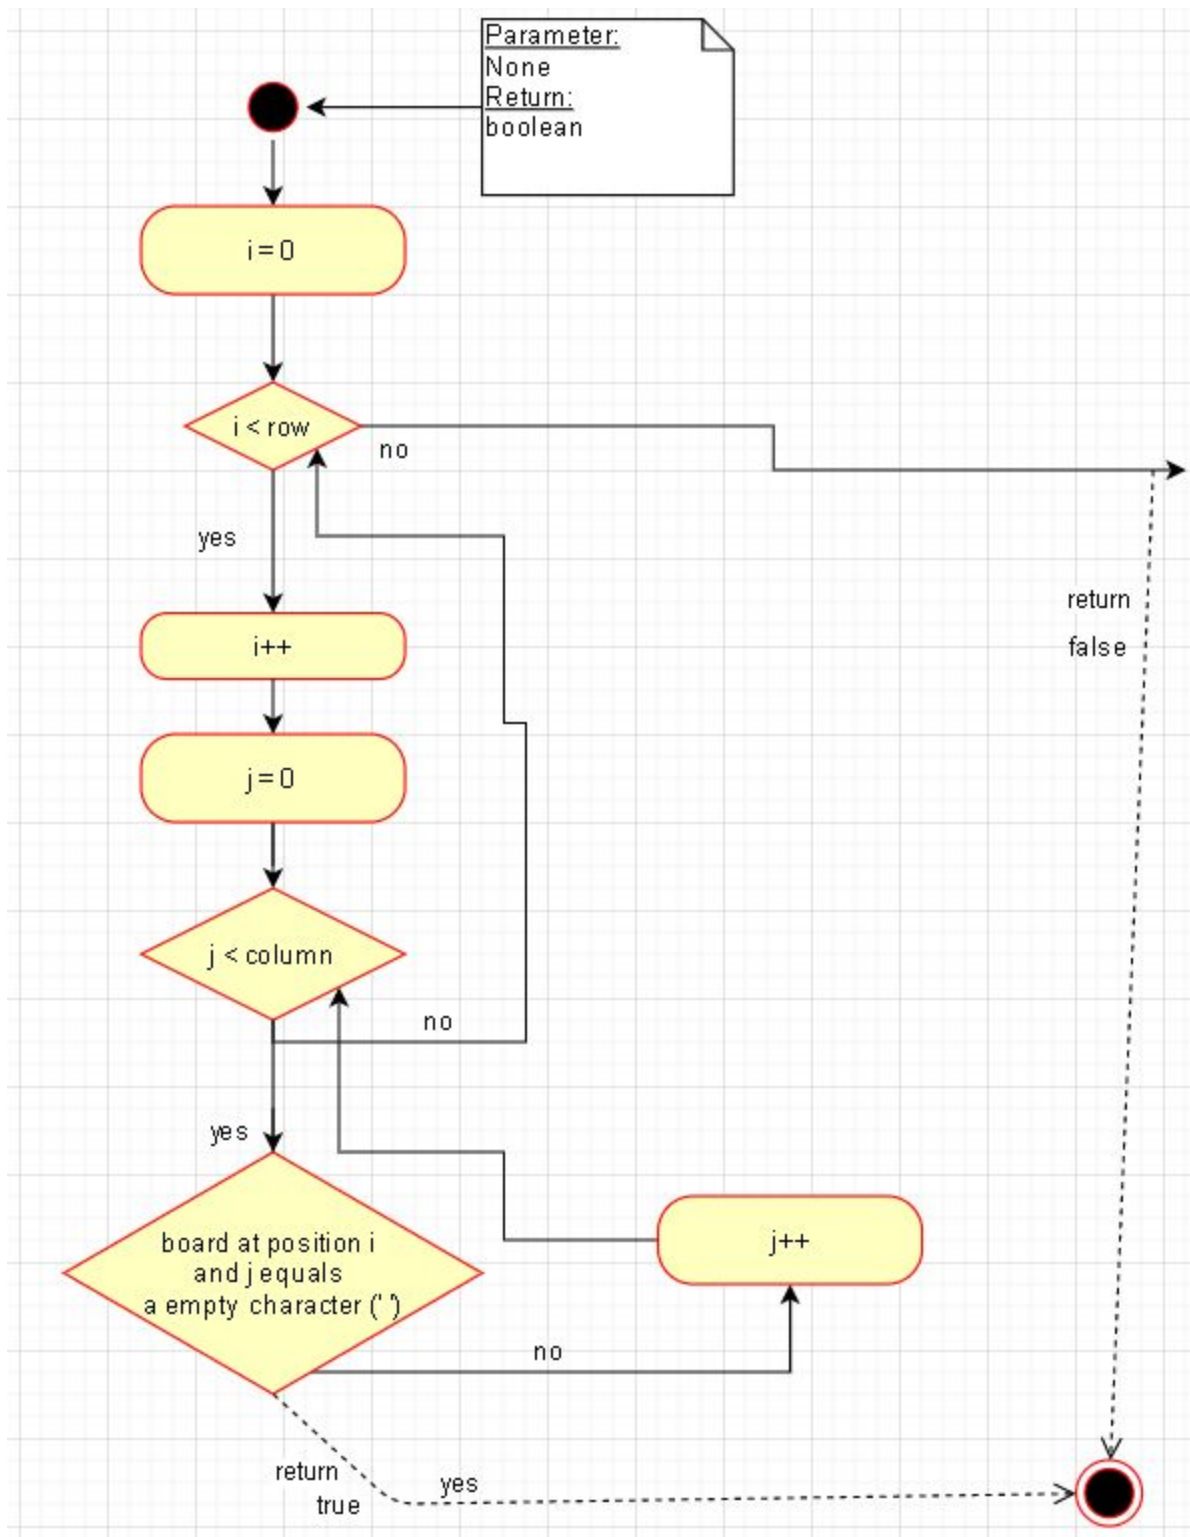 Parameter:
None
Return:
boolean
i = 0
i < row
no
yes
i++
return
false
j = 0
j < column
no
yes
board at position i
and j equals
a empty character (' ')
j++
no
return
true
yes